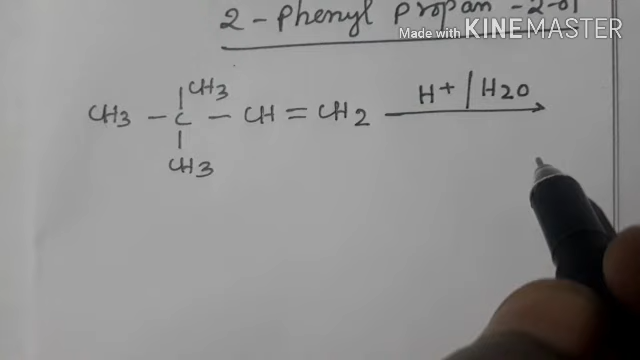 2-Phenyl Propan-2-ol
Made with KINEMASTER
CH3
CH3 - C - CH = CH2 H+/H2O
CH3